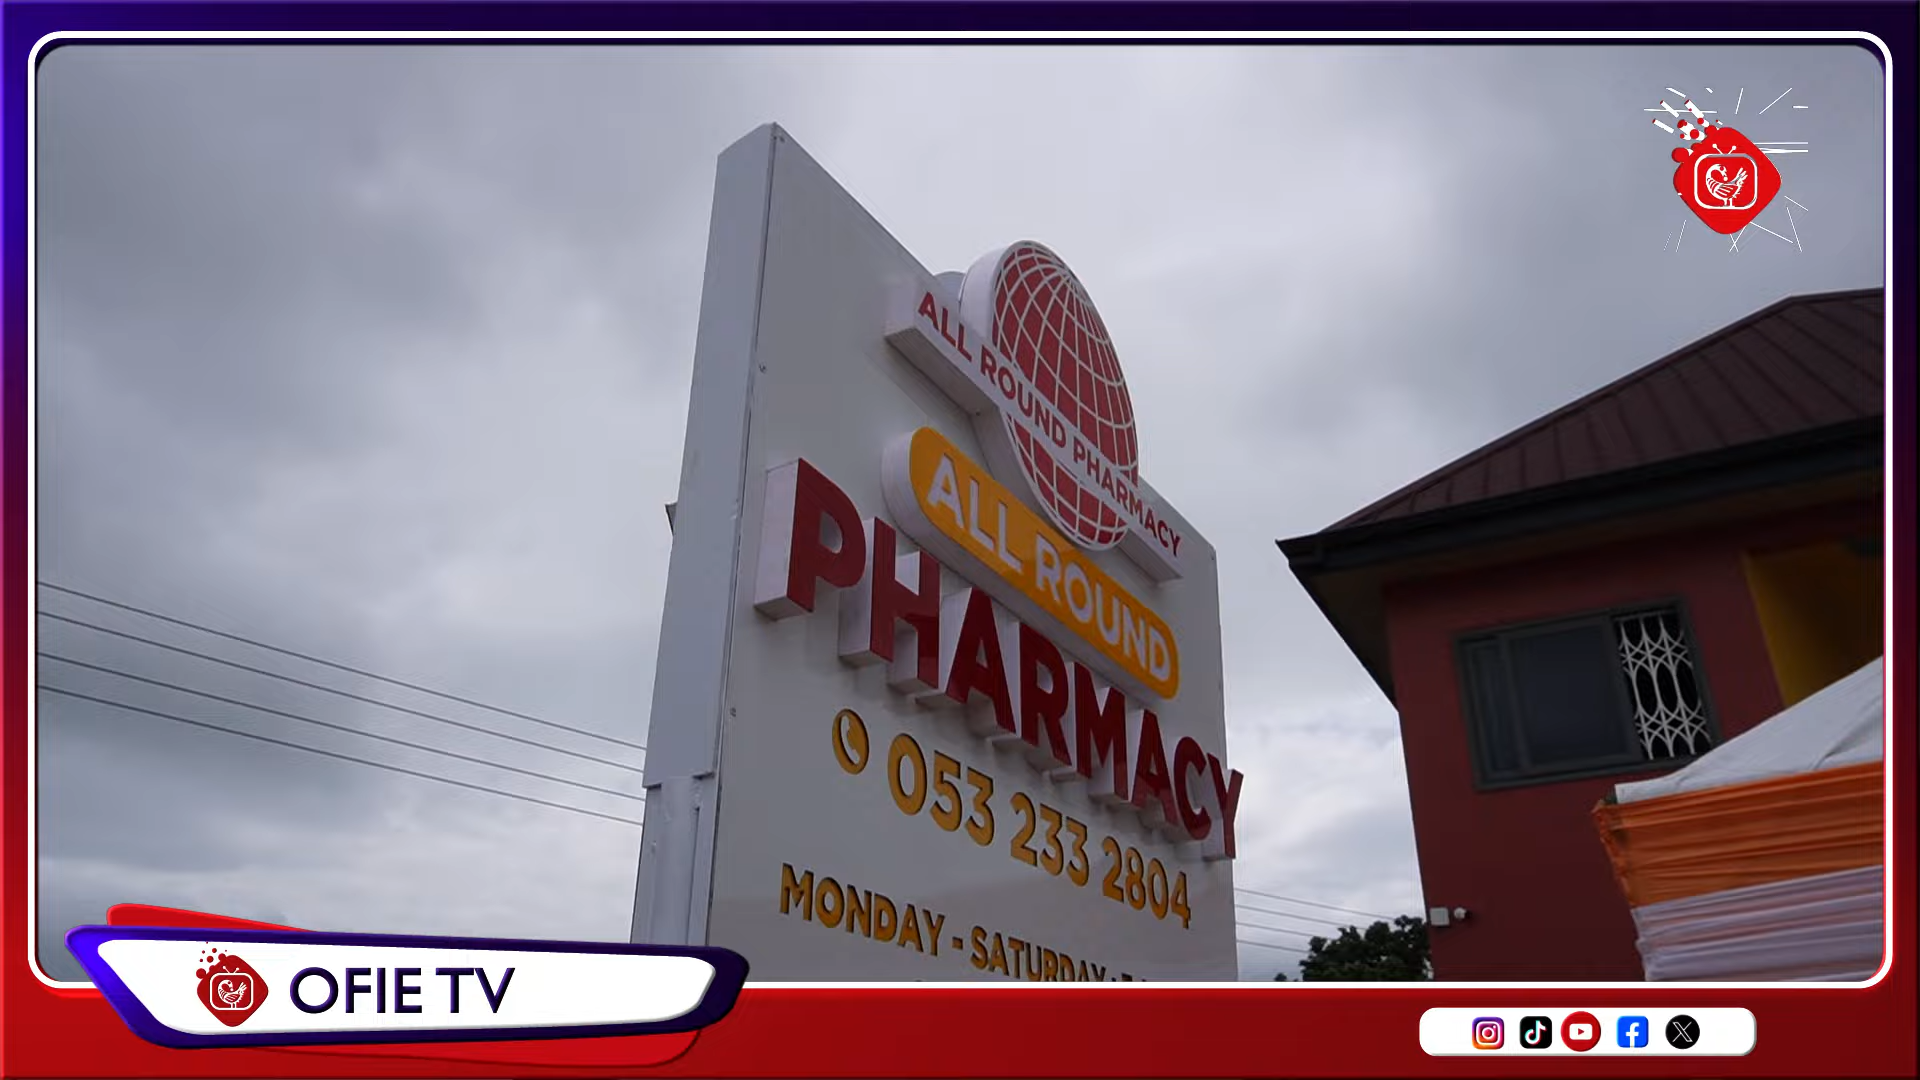 ALL ROUND PHARMACY
ALL ROUND
PHARMACY
053 233 2804
MONDAY - SATURDAY:
OFIE TV